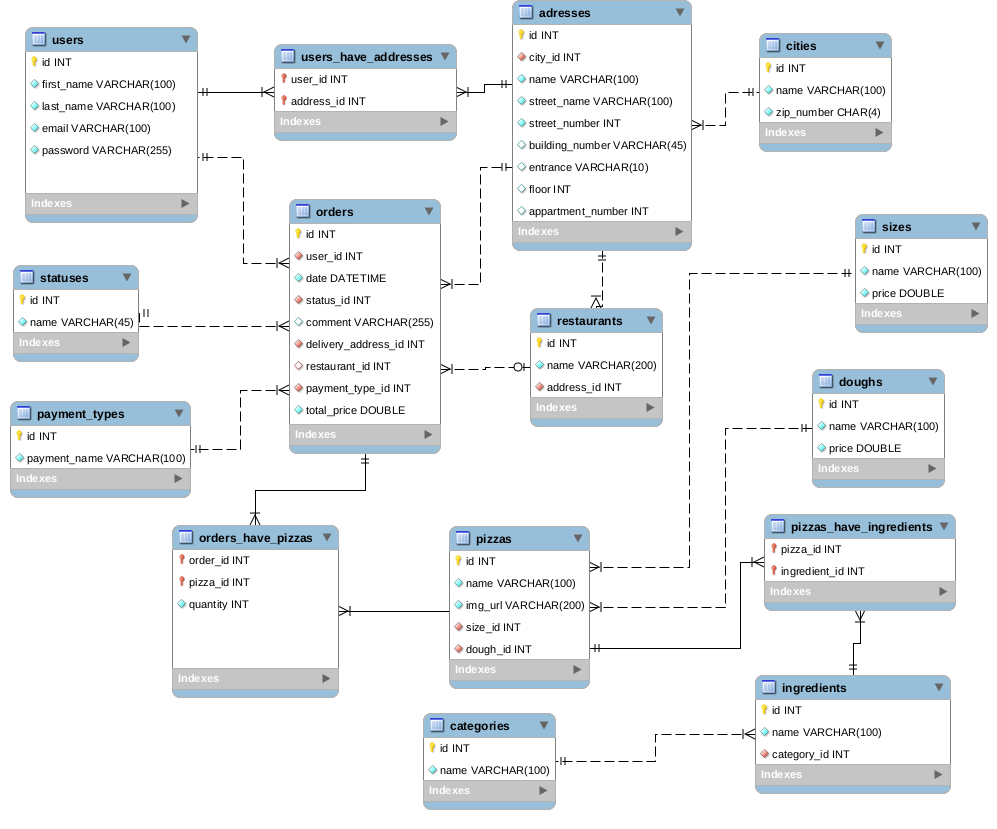 users
id INT
first_name VARCHAR(100)
last_name VARCHAR(100)
email VARCHAR(100)
password VARCHAR(255)
Indexes
users_have_addresses
user_id INT
address_id INT
Indexes
adresses
id INT
city_id INT
name VARCHAR(100)
street_name VARCHAR(100)
street_number INT
building_number VARCHAR(45)
entrance VARCHAR(10)
floor INT
appartment_number INT
Indexes
cities
id INT
name VARCHAR(100)
zip_number CHAR(4)
Indexes
statuses
id INT
name VARCHAR(45)
Indexes
orders
id INT
user_id INT
date DATETIME
status_id INT
comment VARCHAR(255)
delivery_address_id INT
restaurant_id INT
payment_type_id INT
total_price DOUBLE
Indexes
restaurants
id INT
name VARCHAR(200)
address_id INT
Indexes
sizes
id INT
name VARCHAR(100)
price DOUBLE
Indexes
doughs
id INT
name VARCHAR(100)
price DOUBLE
Indexes
payment_types
id INT
payment_name VARCHAR(100)
Indexes
orders_have_pizzas
order_id INT
pizza_id INT
quantity INT
Indexes
pizzas
id INT
name VARCHAR(100)
img_url VARCHAR(200)
size_id INT
dough_id INT
Indexes
pizzas_have_ingredients
pizza_id INT
ingredient_id INT
Indexes
categories
id INT
name VARCHAR(100)
Indexes
ingredients
id INT
name VARCHAR(100)
category_id INT
Indexes